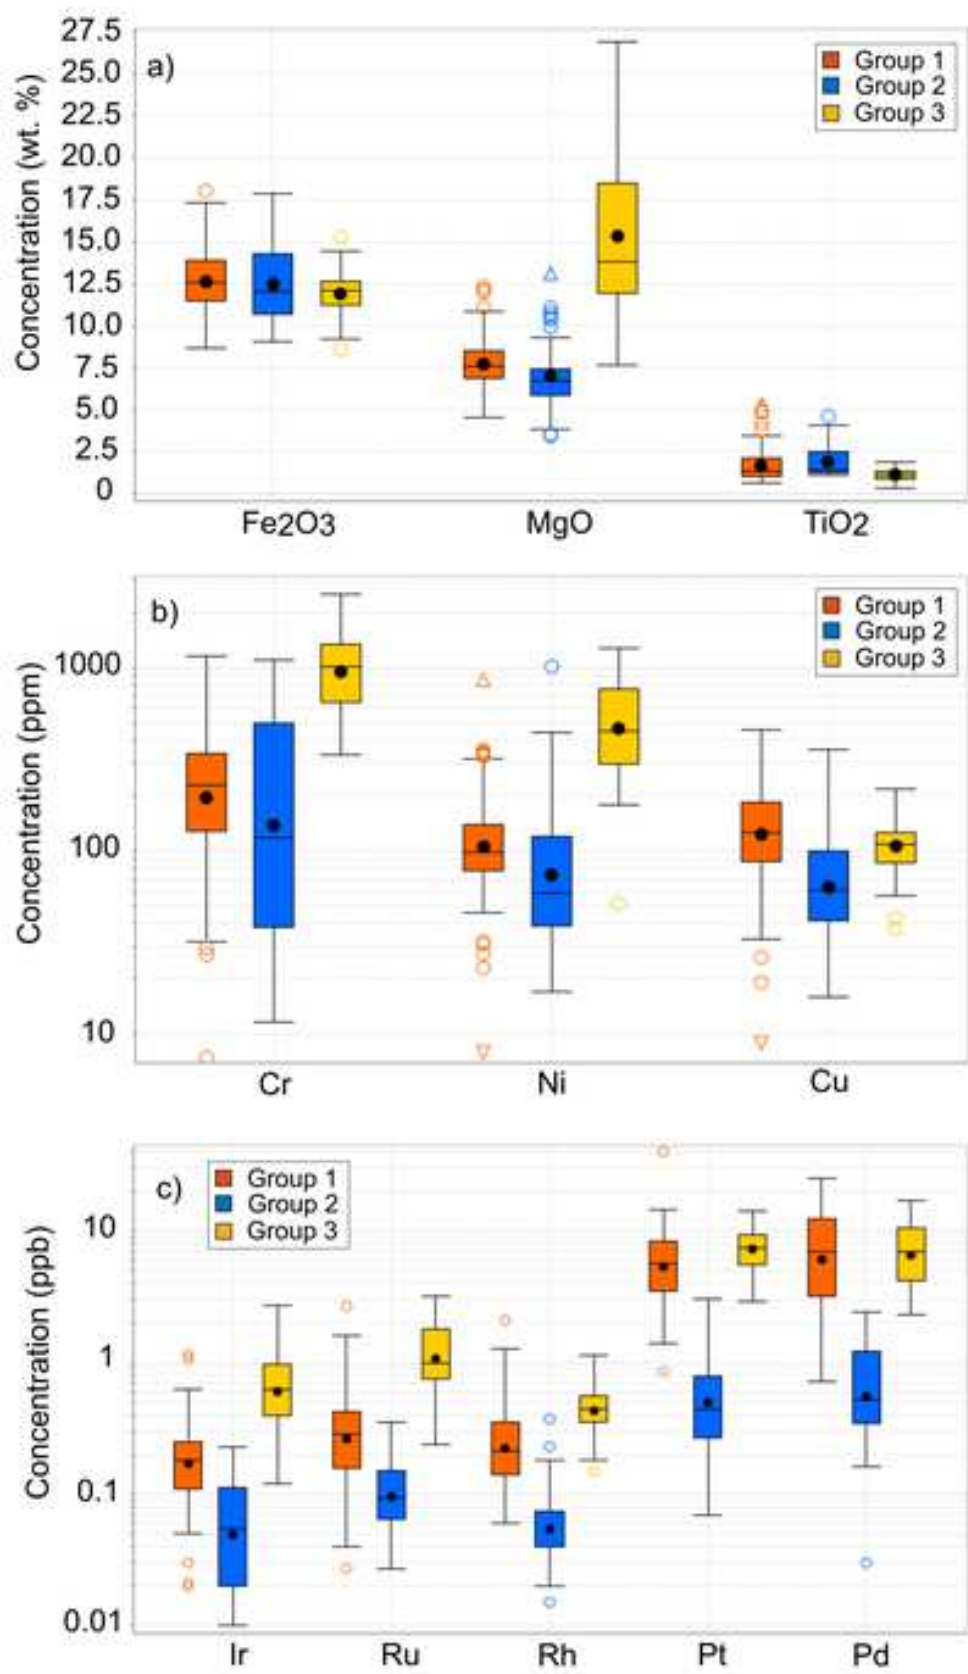 Concentration (wt. %)
27.5
25.0
22.5
20.0
17.5
15.0
12.5
10.0
7.5
5.0
2.5
0
a)
Group 1
Group 2
Group 3
Fe2O3 MgO TiO2
Concentration (ppm)
1000
100
10
b)
Group 1
Group 2
Group 3
Cr Ni Cu
Concentration (ppb)
10
1
0.1
0.01
c)
Group 1
Group 2
Group 3
Ir Ru Rh Pt Pd